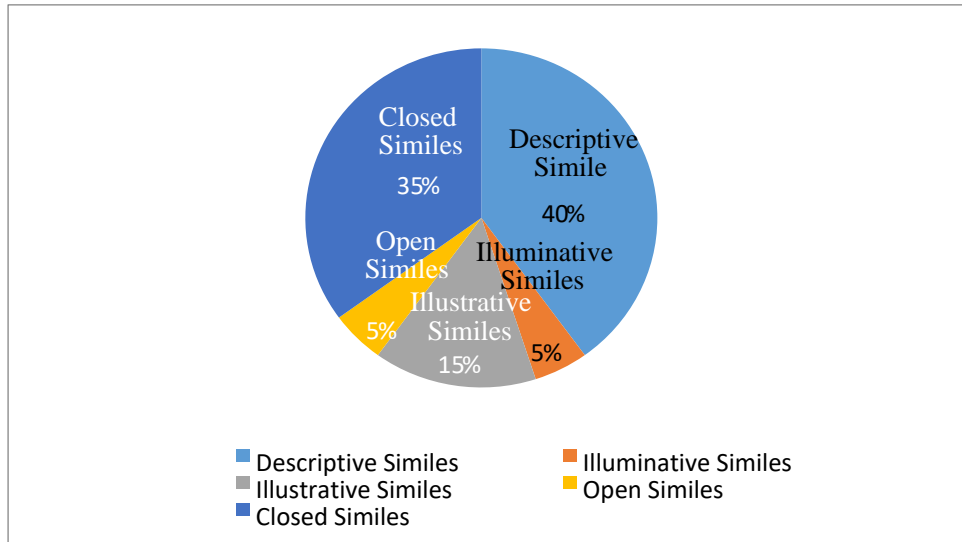 Closed
Similes
35%
Descriptive
Simile
40%
Open
Similes
5%
Illuminative
Similes
5%
Illustrative
Similes
15%
Descriptive Similes
Illuminative Similes
Illustrative Similes
Open Similes
Closed Similes